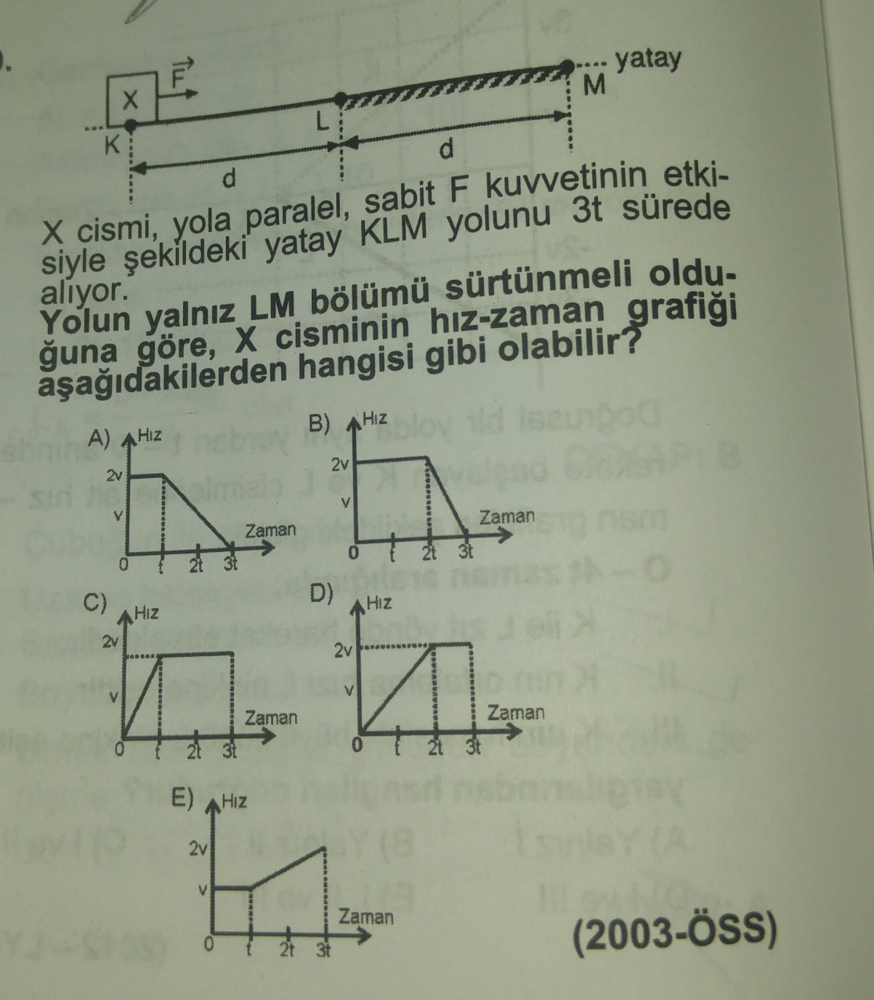 X
F
yatay
K
L
M
d
d
X cismi, yola paralel, sabit F kuvvetinin etki-
siyle şekildeki yatay KLM yolunu 3t sürede
alıyor.
Yolun yalnız LM bölümü sürtünmeli oldu-
ğuna göre, X cisminin hız-zaman grafiği
aşağıdakilerden hangisi gibi olabilir?
A)
Hız
2v
v
Zaman
0 t 2t 3t
B)
Hız
2v
v
Zaman
0 t 2t 3t
C)
Hız
2v
v
Zaman
0 t 2t 3t
D)
Hız
2v
v
Zaman
0 t 2t 3t
E)
Hız
2v
v
Zaman
0 t 2t 3t
(2003-ÖSS)